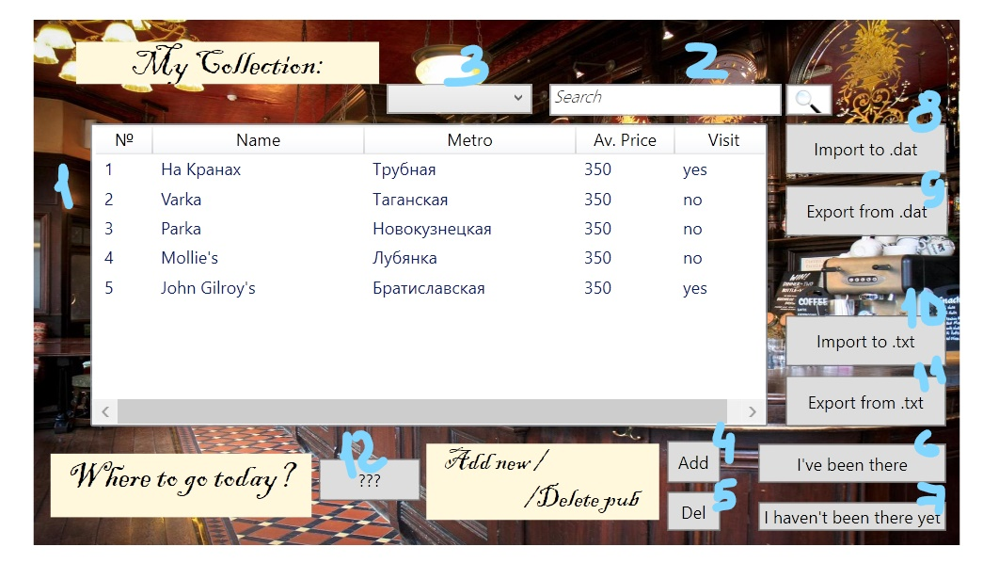 My Collection:
3
2
Search
8
№ Name Metro Av. Price Visit
Import to .dat
1 На Кранах Трубная 350 yes
1
9
2 Varka Таганская 350 no
Export from .dat
3 Parka Новокузнецкая 350 no
4 Mollie's Лубянка 350 no
5 John Gilroy's Братиславская 350 yes
WIN!
COFFEE
10
Import to .txt
11
Export from .txt
12
4
6
Where to go today?
???
Add new /
/Delete pub
Add
I've been there
5
7
Del
I haven't been there yet